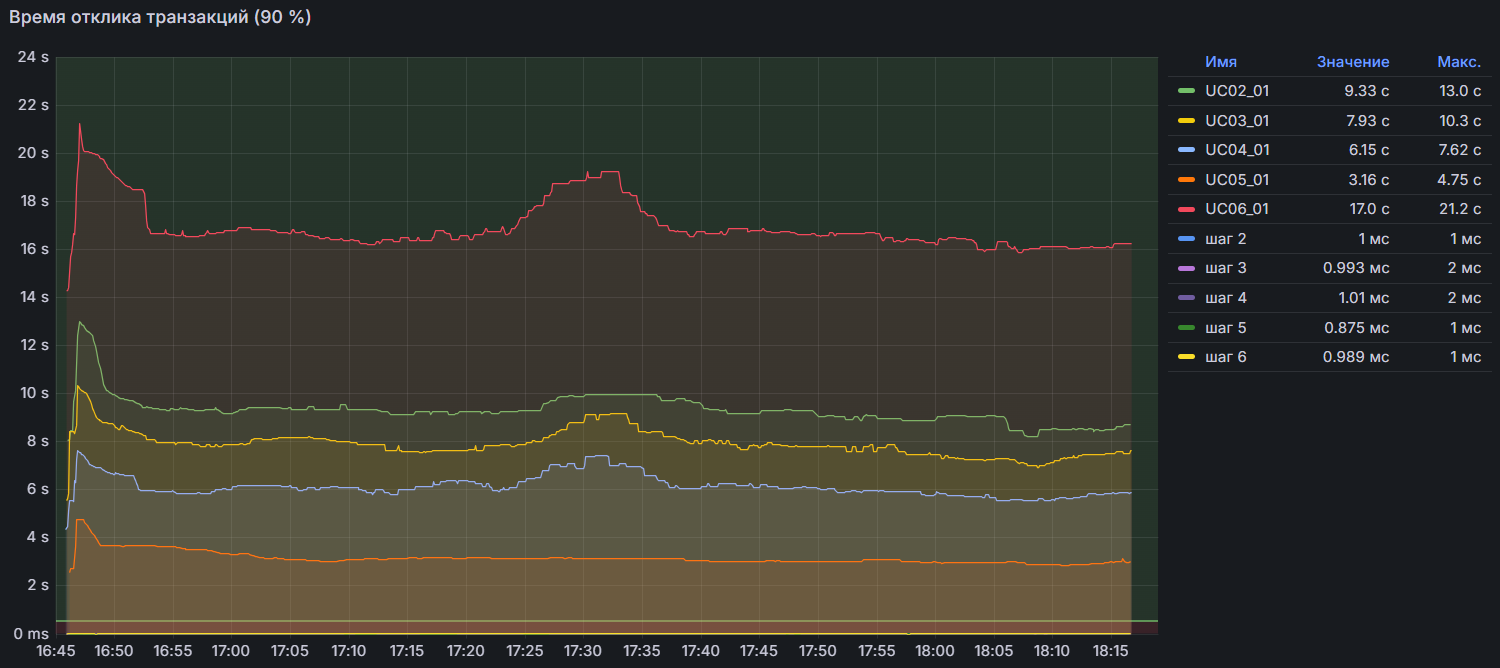 Время отклика транзакций (90 %)
24 s
22 s
20 s
18 s
16 s
14 s
12 s
10 s
8 s
6 s
4 s
2 s
0 ms
16:45 16:50 16:55 17:00 17:05 17:10 17:15 17:20 17:25 17:30 17:35 17:40 17:45 17:50 17:55 18:00 18:05 18:10 18:15
Имя Значение Макс.
UC02_01 9.33 с 13.0 с
UC03_01 7.93 с 10.3 с
UC04_01 6.15 с 7.62 с
UC05_01 3.16 с 4.75 с
UC06_01 17.0 с 21.2 с
шаг 2 1 мс 1 мс
шаг 3 0.993 мс 2 мс
шаг 4 1.01 мс 2 мс
шаг 5 0.875 мс 1 мс
шаг 6 0.989 мс 1 мс